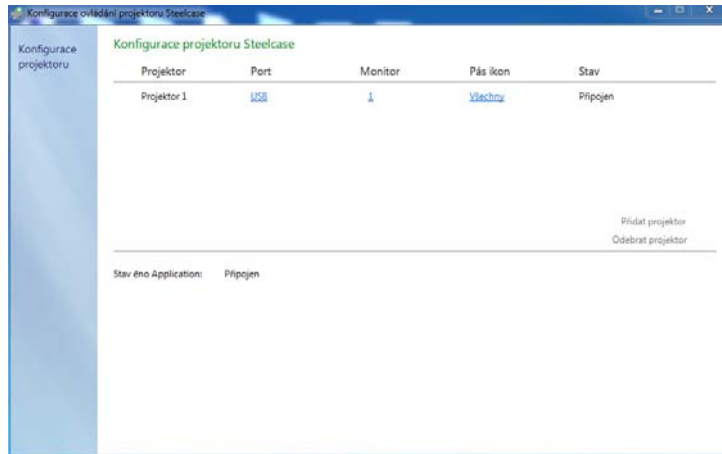 Konfigurace ovládání projektoru Steelcase
Konfigurace
projektoru
Konfigurace projektoru Steelcase
Projektor Port Monitor Pás ikon Stav
Projektor 1 USB 1 Všechny Připojen
Přidat projektor
Odebrat projektor
Stav ēno Application: Připojen